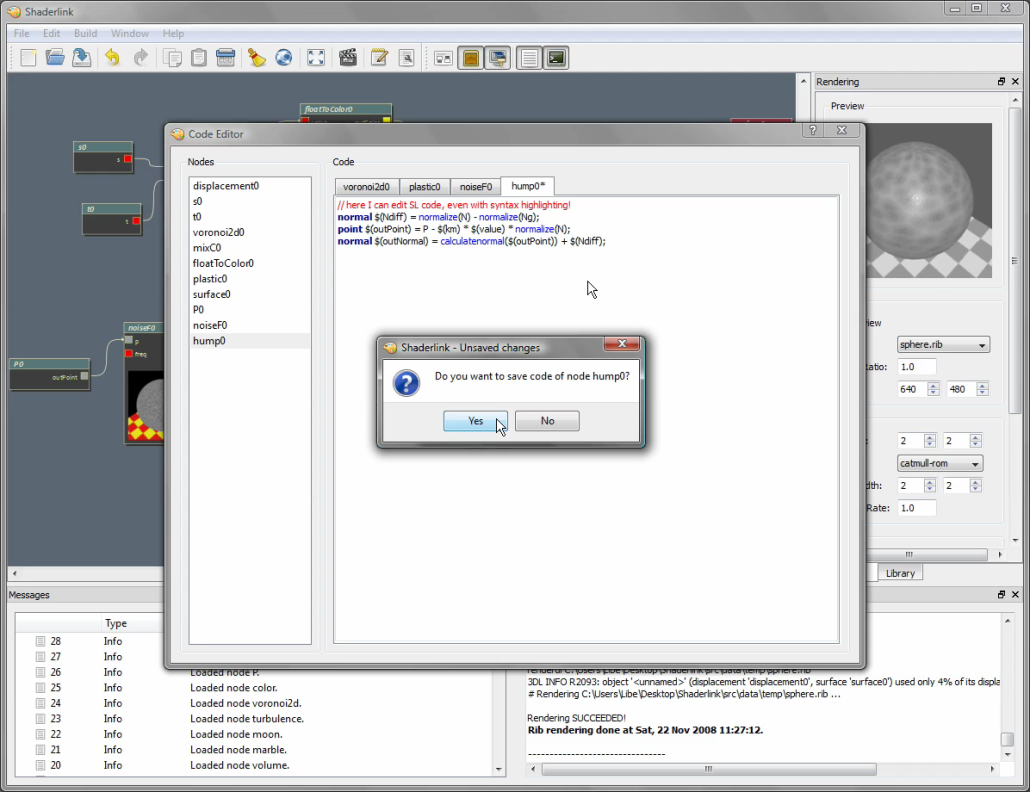 Shaderlink
File Edit Build Window Help
floatToColor0
s0
s
t0
t
noiseF0
p
freq
P0
outPoint
Rendering
Preview
sphere.rib
1.0
640 480
2 2
catmull-rom
2 2
Rate: 1.0
Library
Code Editor
Nodes
displacement0
s0
t0
voronoi2d0
mixC0
floatToColor0
plastic0
surface0
P0
noiseF0
hump0
Code
voronoi2d0 plastic0 noiseF0 hump0*
// here I can edit SL code, even with syntax highlighting!
normal $(Ndiff) = normalize(N) - normalize(Ng);
point $(outPoint) = P - $(km) * $(value) * normalize(N);
normal $(outNormal) = calculatenormal($(outPoint)) + $(Ndiff);
Shaderlink - Unsaved changes
Do you want to save code of node hump0?
Yes No
Messages
Type
28 Info
27 Info
26 Info Loaded node P.
25 Info Loaded node color.
24 Info Loaded node voronoi2d.
23 Info Loaded node turbulence.
22 Info Loaded node moon.
21 Info Loaded node marble.
20 Info Loaded node volume.
renderdl C:\Users\Libe\Desktop\Shaderlink\src\data\temp\sphere.rib
3DL INFO R2093: object '<unnamed>' (displacement 'displacement0', surface 'surface0') used only 4% of its displa
# Rendering C:\Users\Libe\Desktop\Shaderlink\src\data\temp\sphere.rib ...
Rendering SUCCEEDED!
Rib rendering done at Sat, 22 Nov 2008 11:27:12.
--------------------------------